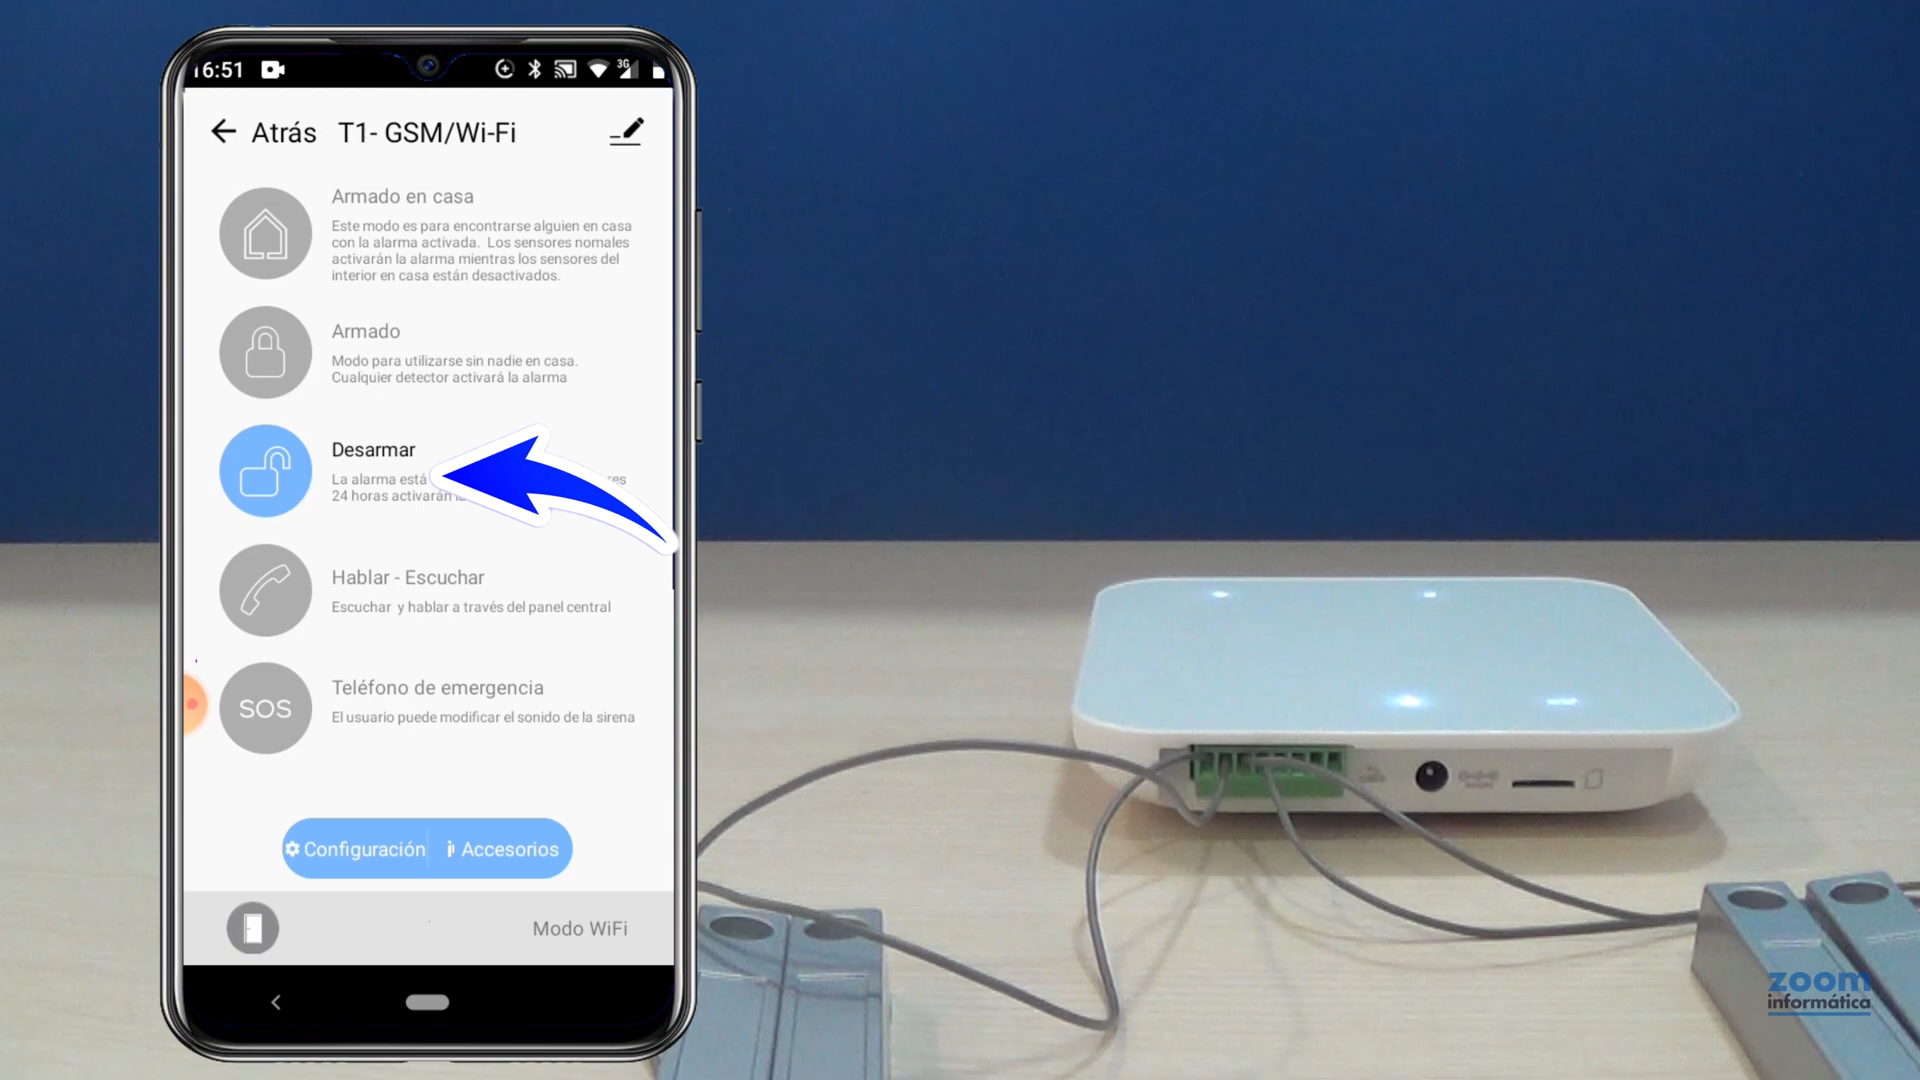 16:51
3G
Atrás T1- GSM/Wi-Fi
Armado en casa
Este modo es para encontrarse alguien en casa
con la alarma activada. Los sensores nomales
activarán la alarma mientras los sensores del
interior en casa están desactivados.
Armado
Modo para utilizarse sin nadie en casa.
Cualquier detector activará la alarma
Desarmar
La alarma está
24 horas activarán
Hablar - Escuchar
Escuchar y hablar a través del panel central
SOS
Teléfono de emergencia
El usuario puede modificar el sonido de la sirena
Configuración Accesorios
Modo WiFi
zoom
informática